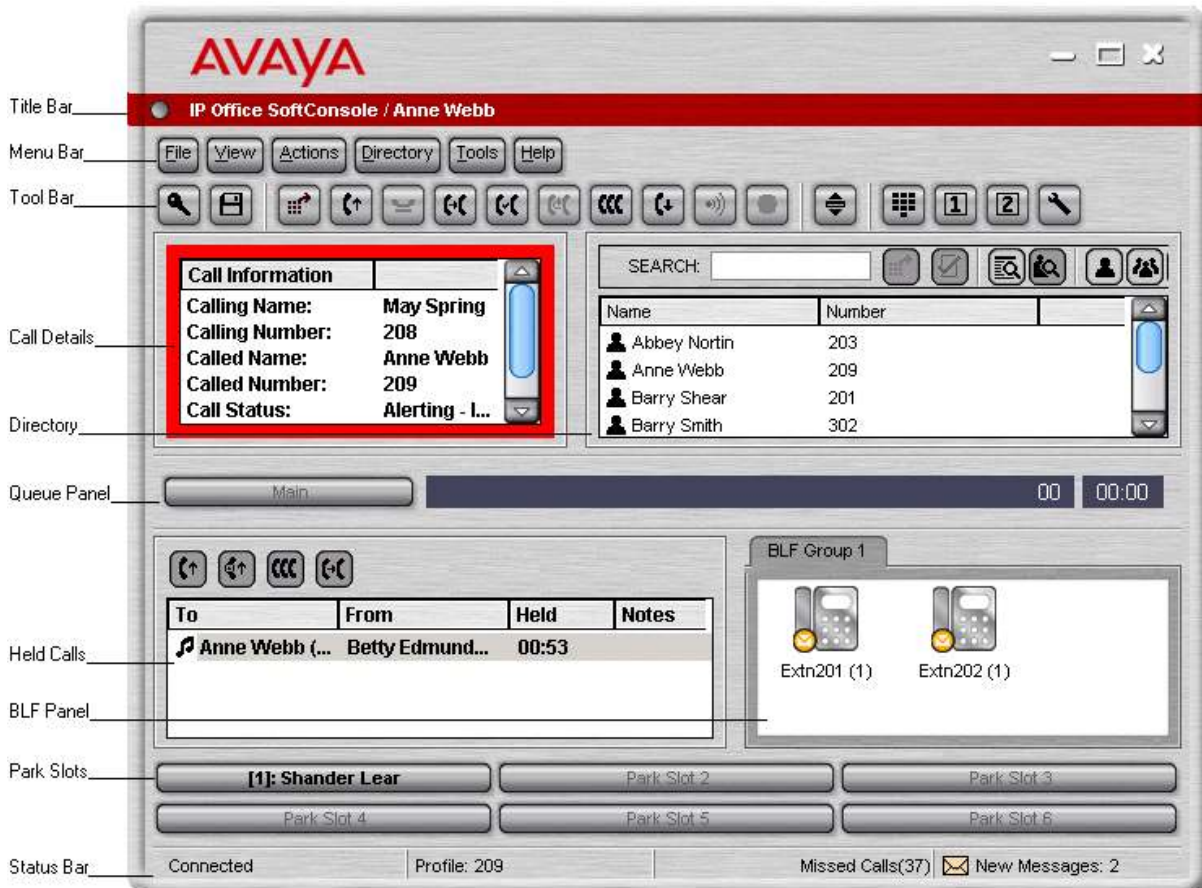 AVAYA
Title Bar
IP Office SoftConsole / Anne Webb
Menu Bar
File View Actions Directory Tools Help
Tool Bar
1 2
Call Details
Call Information
Calling Name: May Spring
Calling Number: 208
Called Name: Anne Webb
Called Number: 209
Call Status: Alerting - I...
Directory
SEARCH:
Name Number
Abbey Nortin 203
Anne Webb 209
Barry Shear 201
Barry Smith 302
Queue Panel
Main 00 00:00
Held Calls
To From Held Notes
Anne Webb (... Betty Edmund... 00:53
BLF Panel
BLF Group 1
Extn201 (1) Extn202 (1)
Park Slots
[1]: Shander Lear Park Slot 2 Park Slot 3
Park Slot 4 Park Slot 5 Park Slot 6
Status Bar
Connected Profile: 209 Missed Calls(37) New Messages: 2